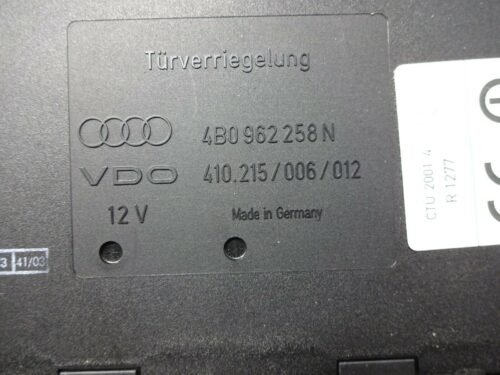 Türverriegelung
4B0 962 258 N
VDO 410.215/006/012
12 V Made in Germany
3 41/03
CTU 2001 4
R 1277
CE